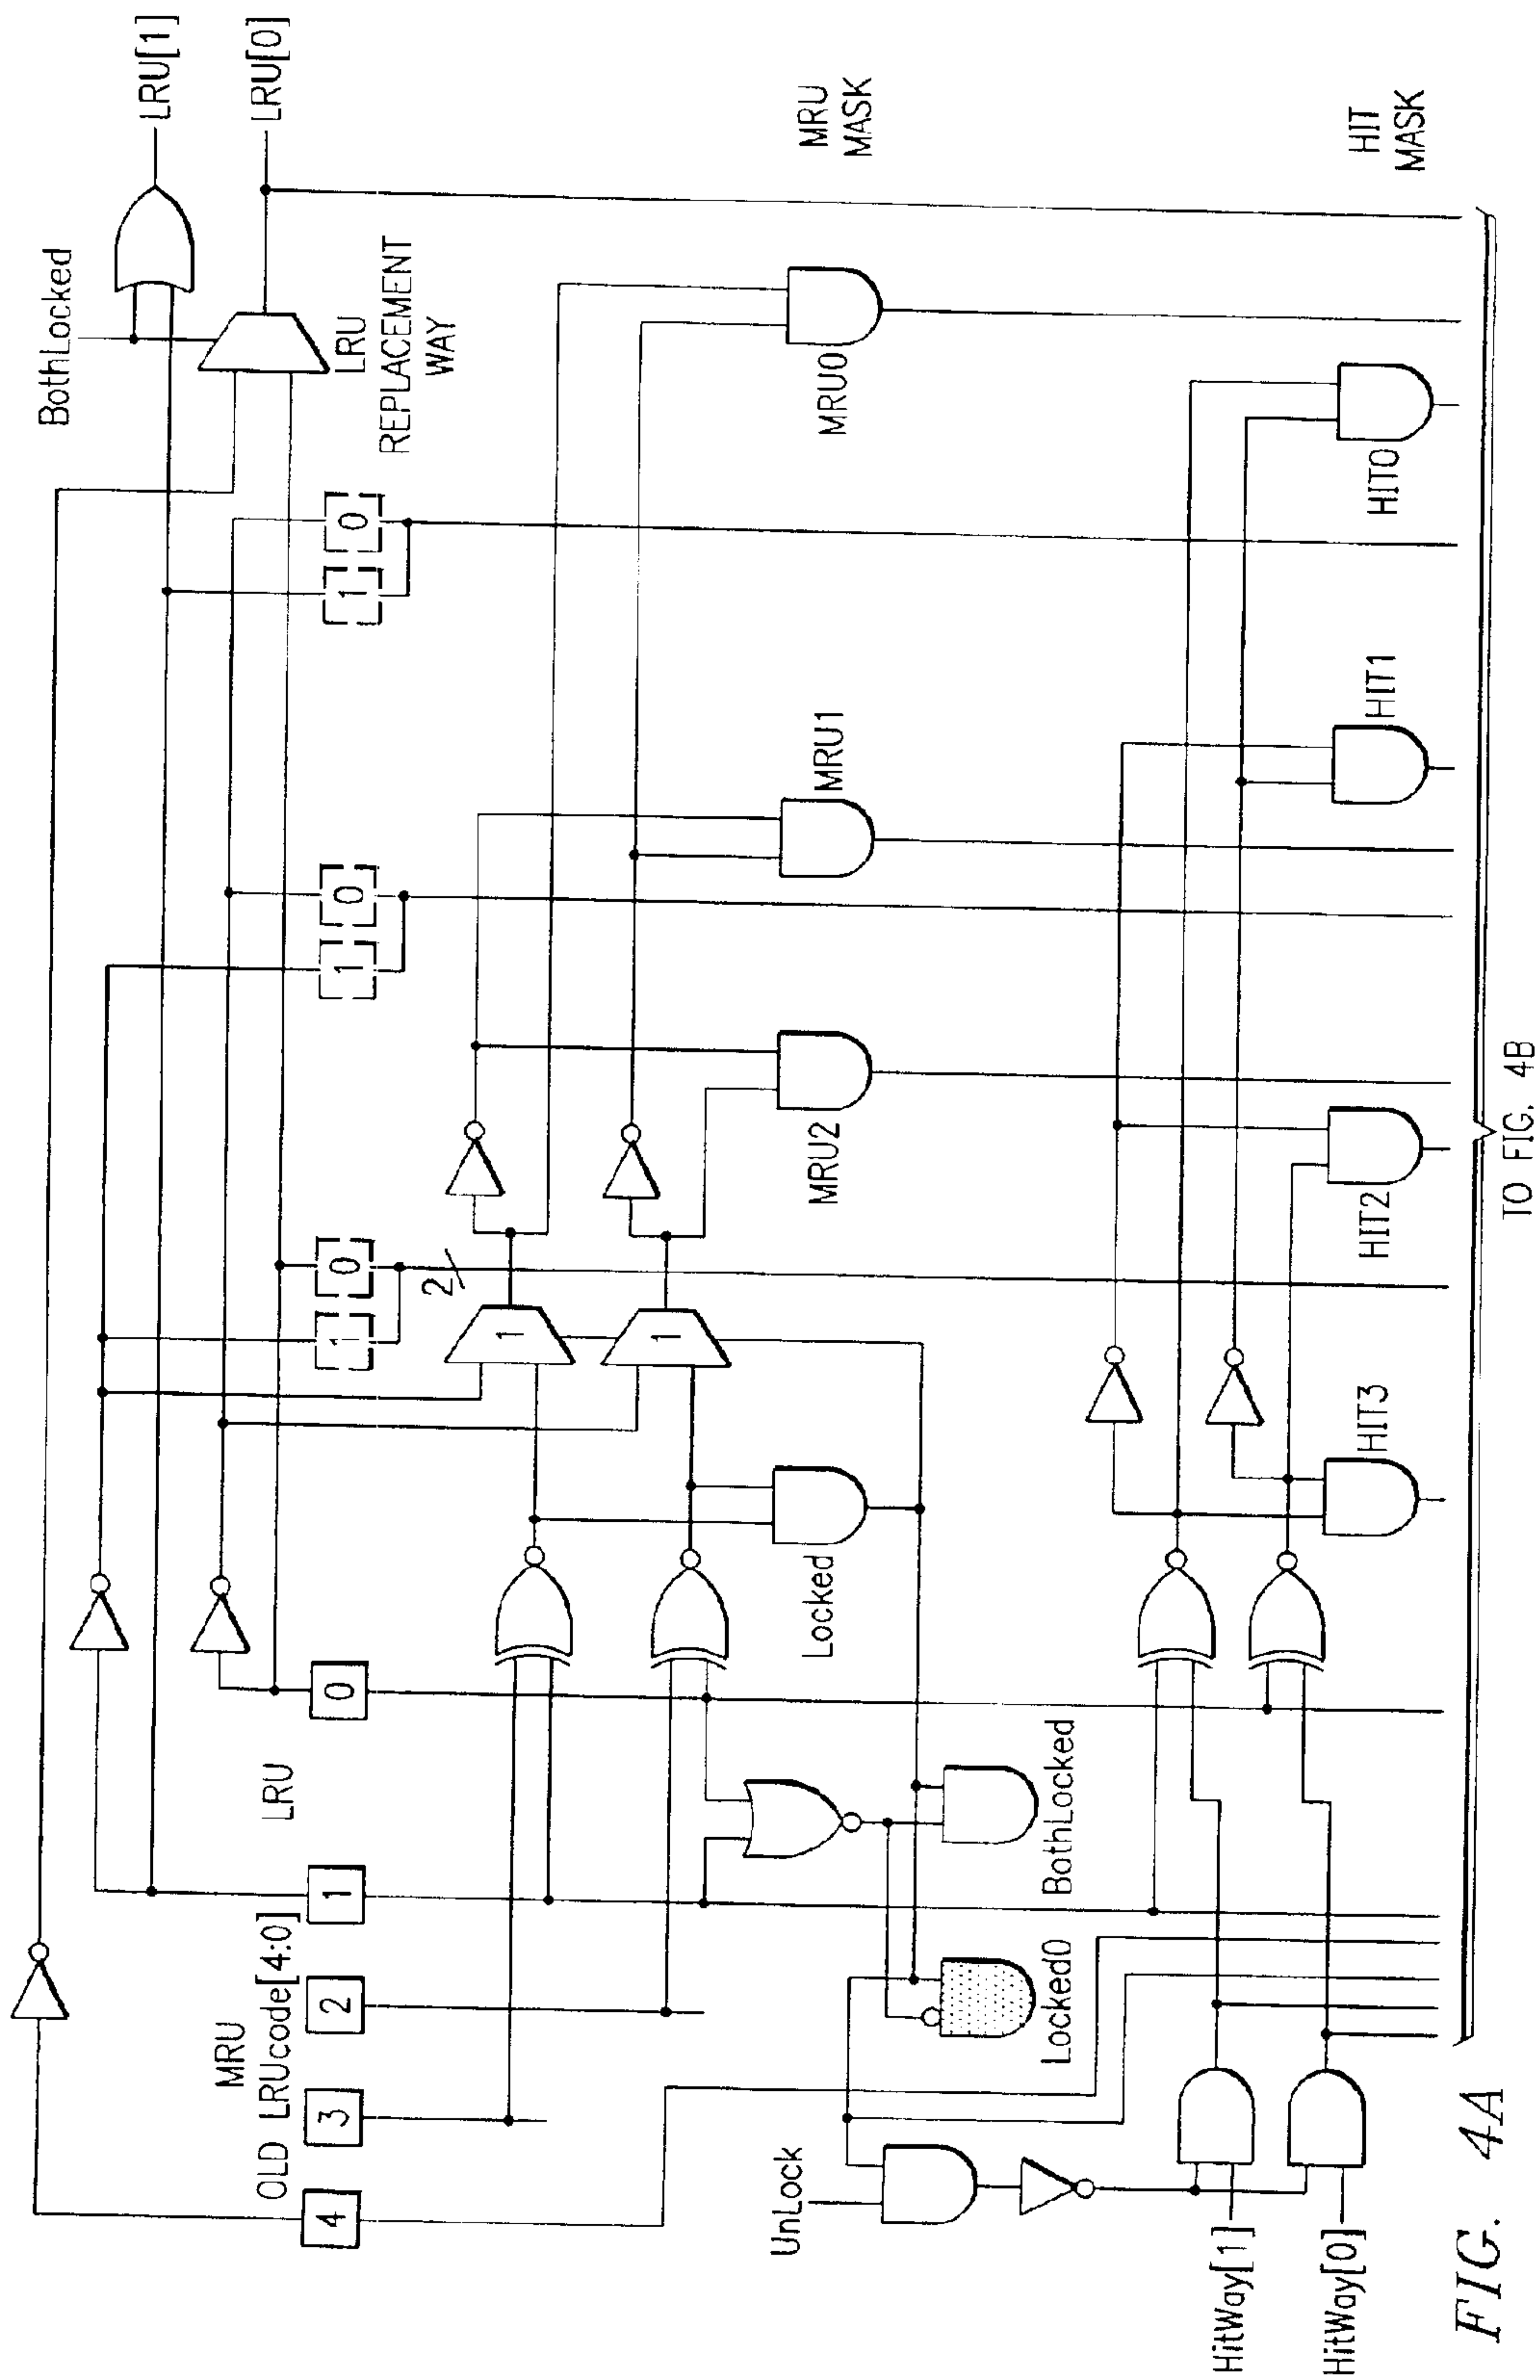 BothLocked
LRU[1]
LRU[0]
LRU
REPLACEMENT
WAY
MRU
OLD LRUcode[4:0]
LRU
4
3
2
1
0
1
0
1
0
1
0
2
1
1
MRU2
MRU1
MRU0
MRU
MASK
Locked
UnLock
Locked0
BothLocked
HitWay[1]
HitWay[0]
HIT3
HIT2
HIT1
HIT0
HIT
MASK
TO FIG. 4B
FIG. 4A